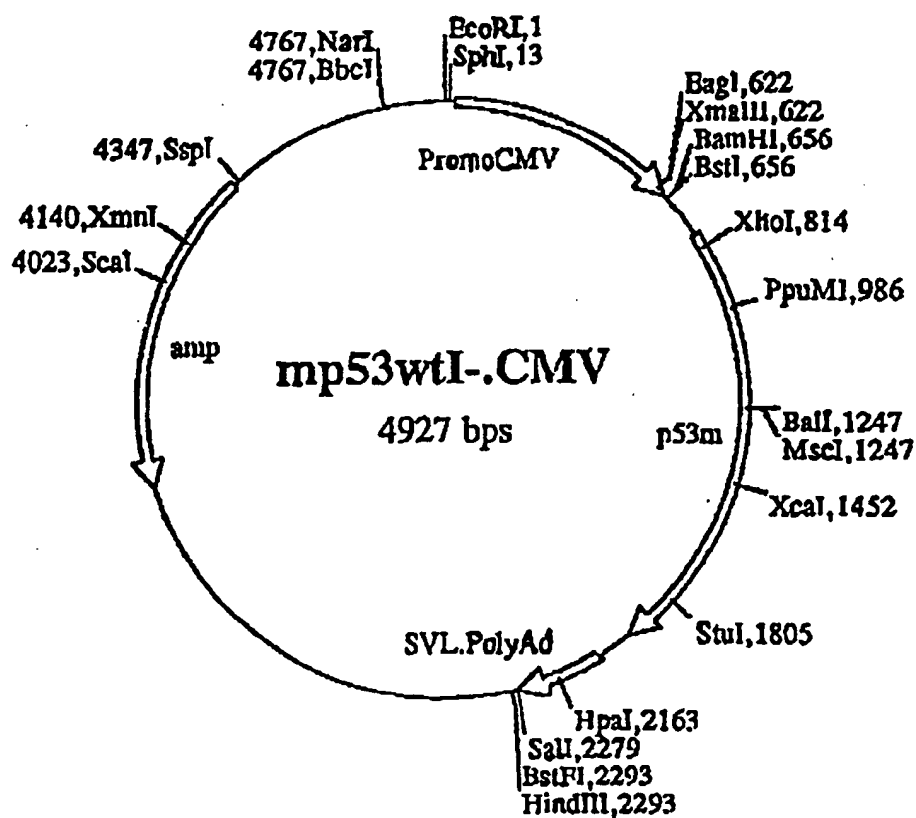 EcoRI,1
SphI,13
4767,NarI
4767,BbcI
BagI,622
XmaIII,622
BamHI,656
BstI,656
4347,SspI
PromoCMV
XhoI,814
4140,XmnI
4023,ScaI
PpuMI,986
amp
mp53wtI-.CMV
4927 bps
p53m
BalI,1247
MscI,1247
XcaI,1452
StuI,1805
SVL.PolyAd
HpaI,2163
SalI,2279
BstFI,2293
HindIII,2293